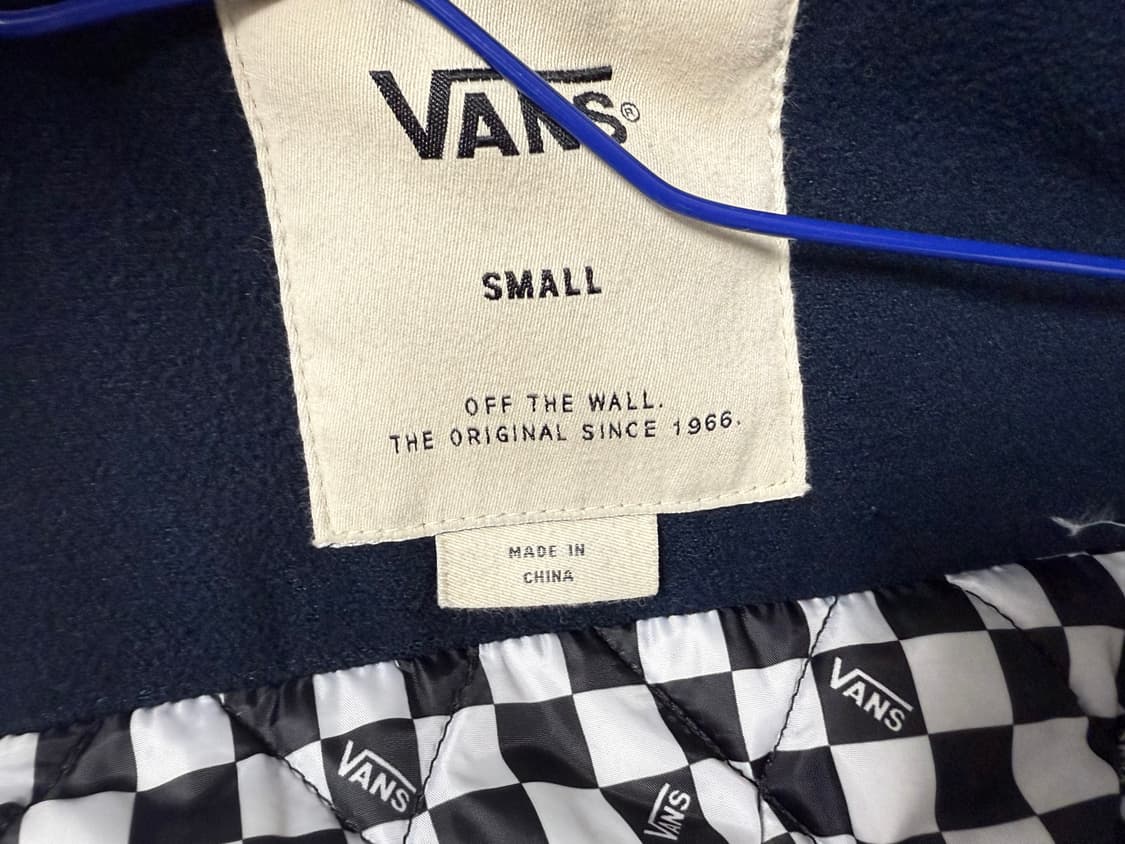 VANS®
SMALL
OFF THE WALL.
THE ORIGINAL SINCE 1966.
MADE IN
CHINA
VANS
VANS
VANS